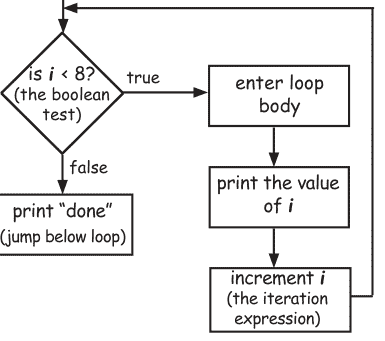 is i < 8?
(the boolean
test)
true
enter loop
body
false
print the value
of i
print “done”
(jump below loop)
increment i
(the iteration
expression)